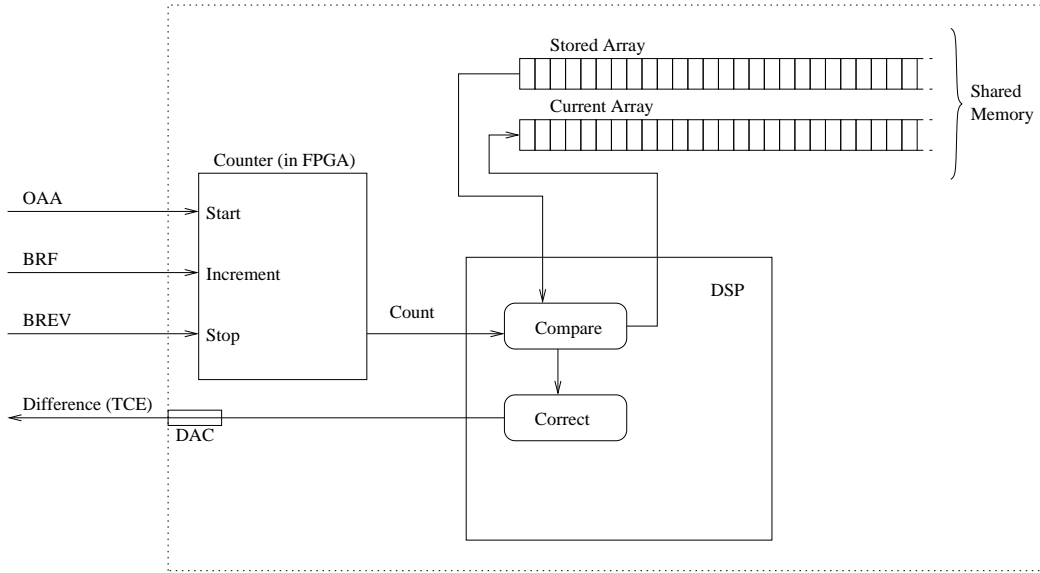 Stored Array
Current Array
Shared
Memory
Counter (in FPGA)
OAA
Start
BRF
Increment
DSP
BREV
Stop
Count
Compare
Difference (TCE)
Correct
DAC